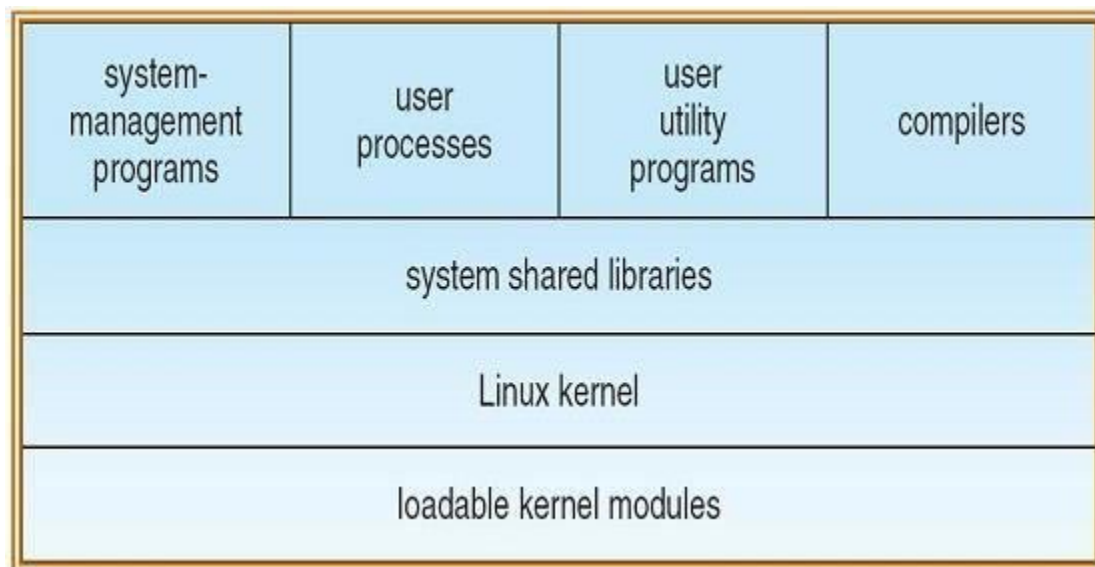 system-
management
programs
user
processes
user
utility
programs
compilers
system shared libraries
Linux kernel
loadable kernel modules